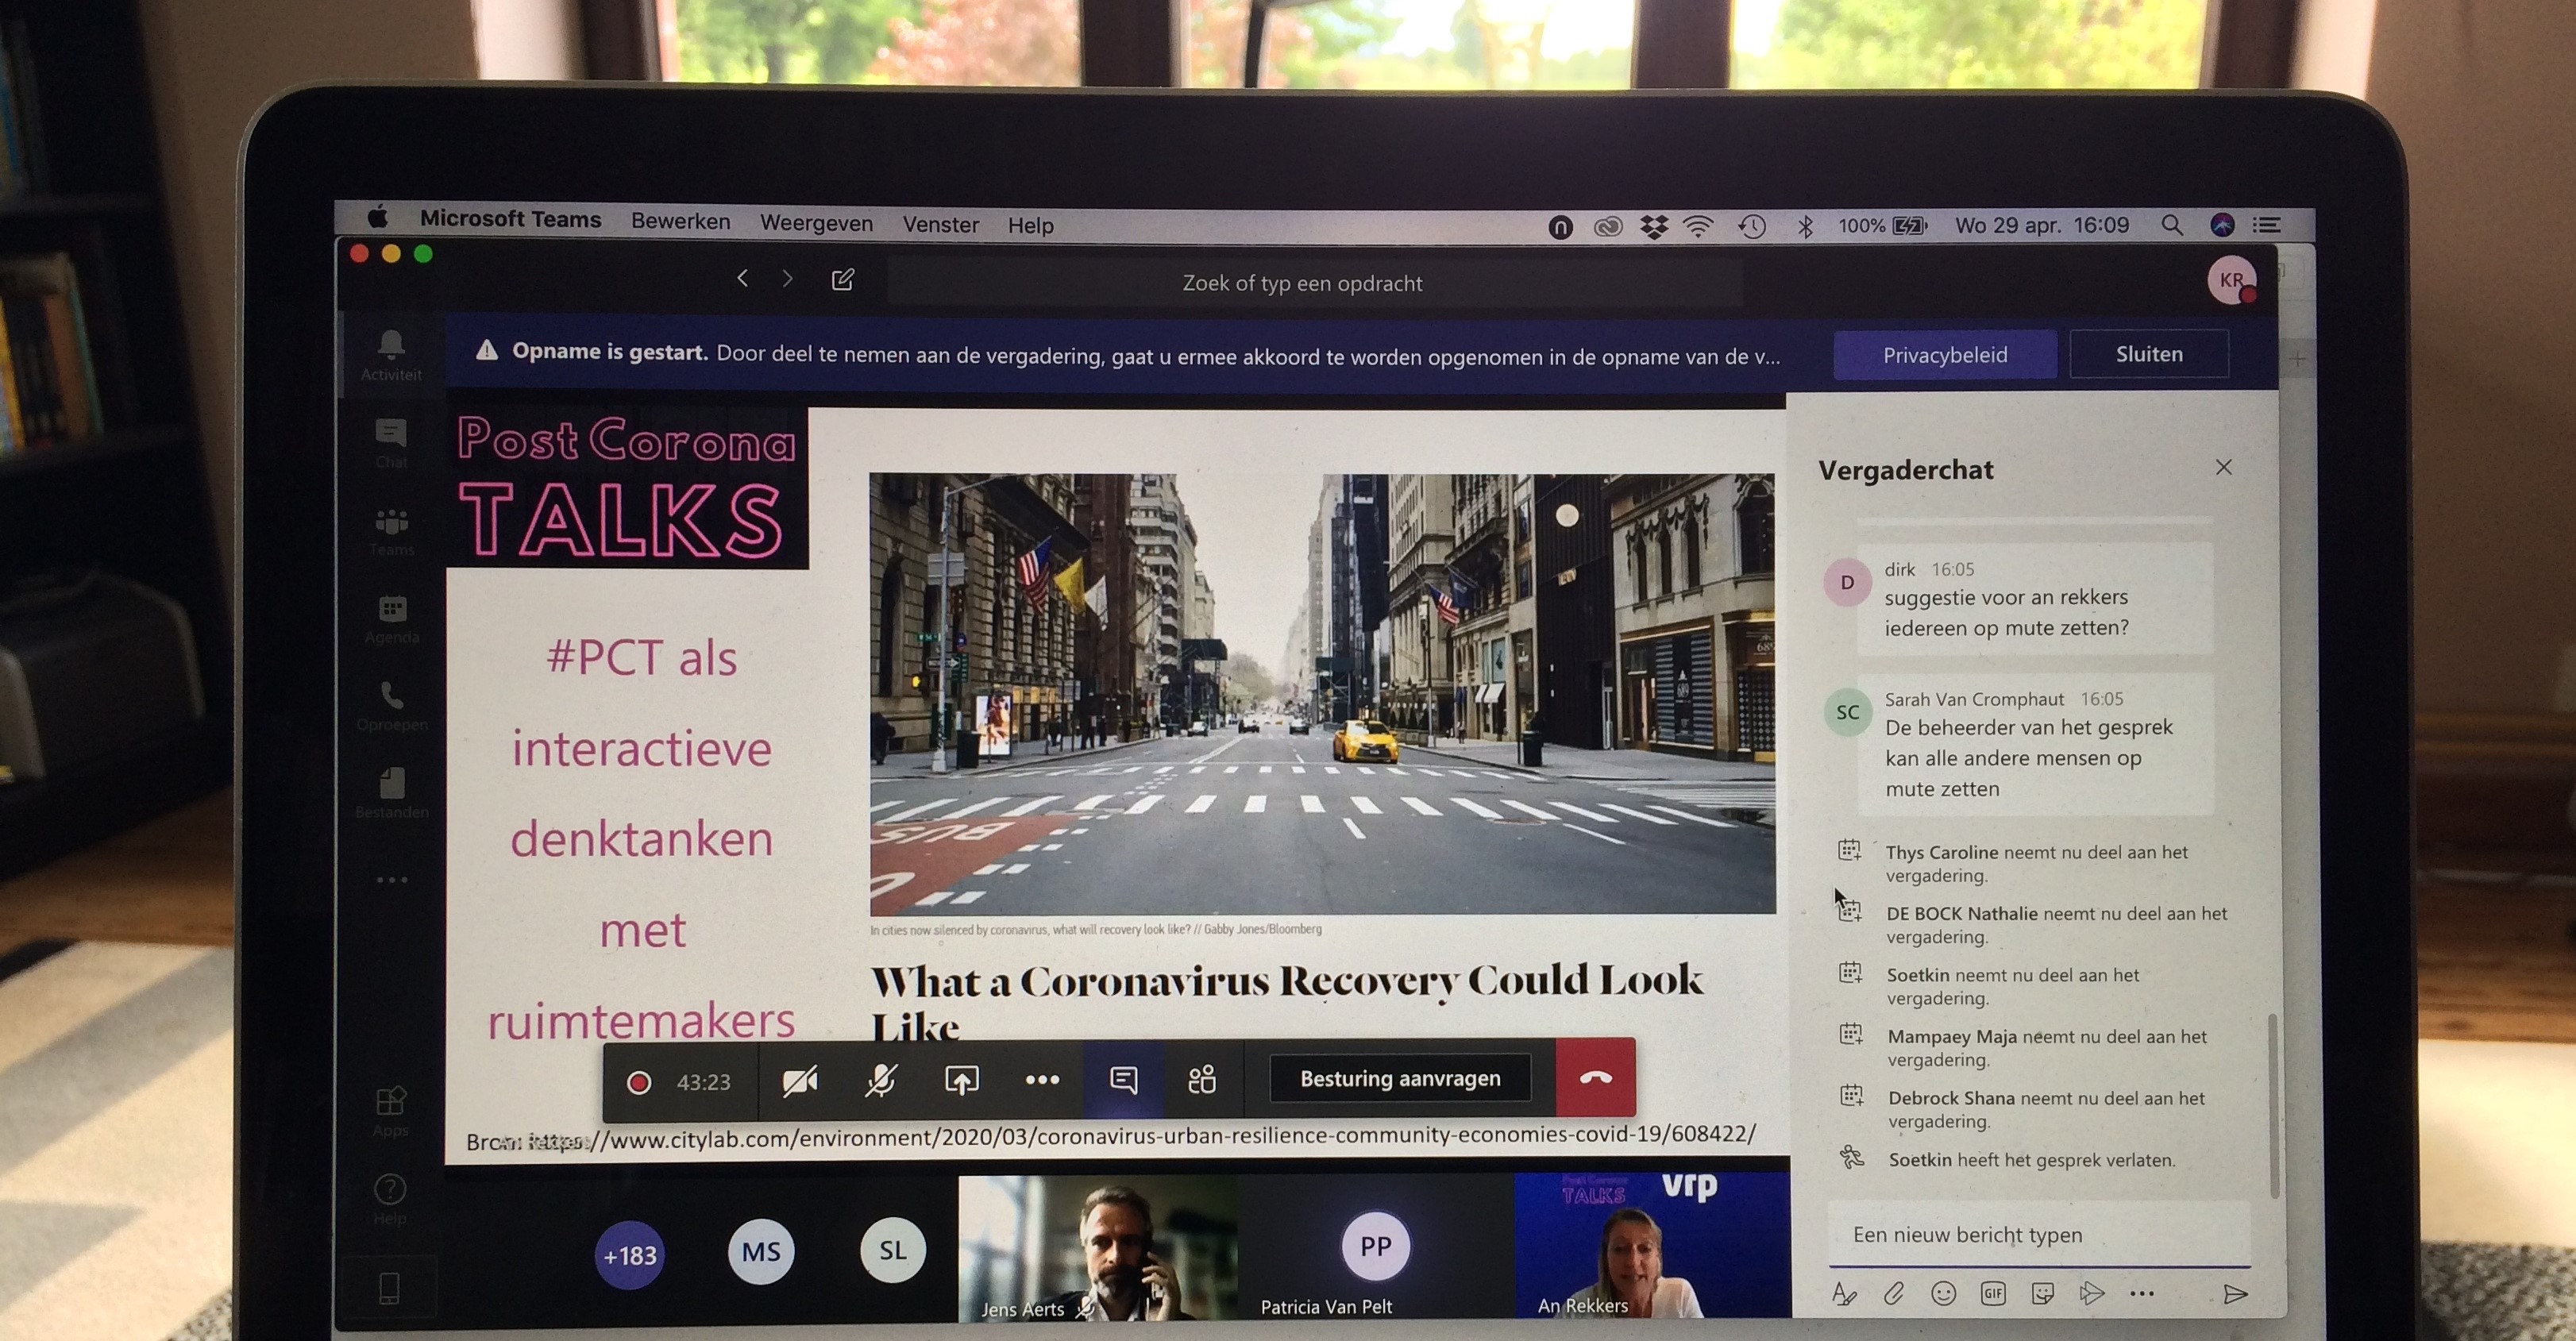 Microsoft Teams Bewerken Weergeven Venster Help 100% Wo 29 apr. 16:09
Zoek of typ een opdracht
KR
Opname is gestart. Door deel te nemen aan de vergadering, gaat u ermee akkoord te worden opgenomen in de opname van de v...
Privacybeleid
Sluiten
Activiteit
Chat
Teams
Agenda
Oproepen
Bestanden
Apps
Help
Post Corona
TALKS
#PCT als
interactieve
denktanken
met
ruimtemakers
BUS
In cities now silenced by coronavirus, what will recovery look like? // Gabby Jones/Bloomberg
What a Coronavirus Recovery Could Look
Like
43:23
Besturing aanvragen
https://www.citylab.com/environment/2020/03/coronavirus-urban-resilience-community-economies-covid-19/608422/
+183
MS
SL
Jens Aerts
PP
Patricia Van Pelt
TALKS
vrp
An Rekkers
Vergaderchat
D
dirk 16:05
suggestie voor an rekkers
iedereen op mute zetten?
SC
Sarah Van Cromphaut 16:05
De beheerder van het gesprek
kan alle andere mensen op
mute zetten
Thys Caroline neemt nu deel aan het
vergadering.
DE BOCK Nathalie neemt nu deel aan het
vergadering.
Soetkin neemt nu deel aan het
vergadering.
Mampaey Maja neemt nu deel aan het
vergadering.
Debrock Shana neemt nu deel aan het
vergadering.
Soetkin heeft het gesprek verlaten.
Een nieuw bericht typen
GIF